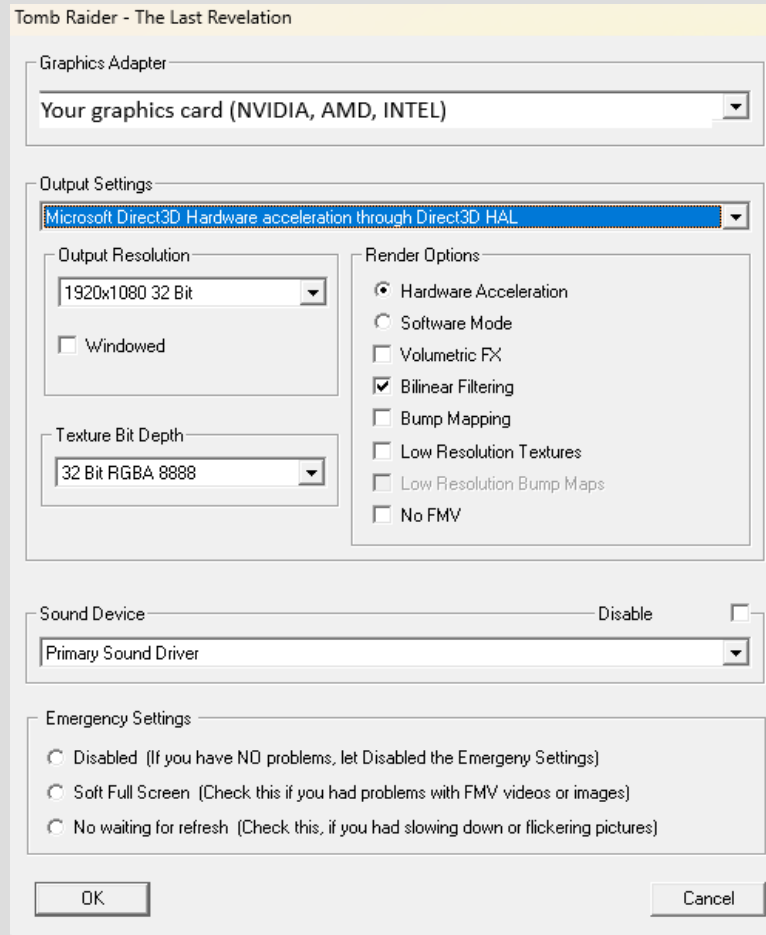 Tomb Raider - The Last Revelation
Graphics Adapter
Your graphics card (NVIDIA, AMD, INTEL)
Output Settings
Microsoft Direct3D Hardware acceleration through Direct3D HAL
Output Resolution
1920x1080 32 Bit
Windowed
Texture Bit Depth
32 Bit RGBA 8888
Render Options
Hardware Acceleration
Software Mode
Volumetric FX
Bilinear Filtering
Bump Mapping
Low Resolution Textures
Low Resolution Bump Maps
No FMV
Sound Device
Disable
Primary Sound Driver
Emergency Settings
Disabled (If you have NO problems, let Disabled the Emergeny Settings)
Soft Full Screen (Check this if you had problems with FMV videos or images)
No waiting for refresh (Check this, if you had slowing down or flickering pictures)
OK
Cancel